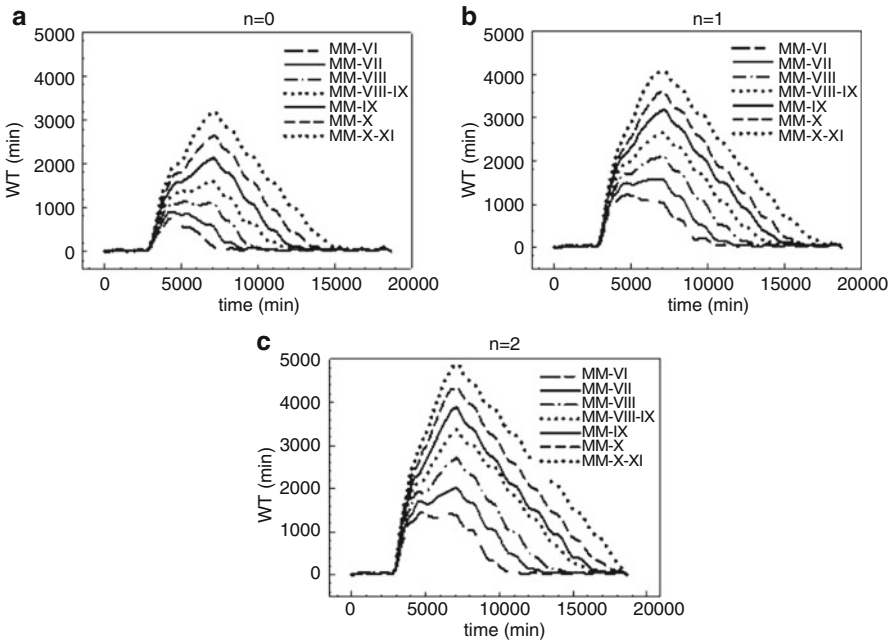 a
n=0
5000
4000
3000
2000
1000
0
WT (min)
MM-VI
MM-VII
MM-VIII
MM-VIII-IX
MM-IX
MM-X
MM-X-XI
0 5000 10000 15000 20000
time (min)
b
n=1
5000
4000
3000
2000
1000
0
WT (min)
MM-VI
MM-VII
MM-VIII
MM-VIII-IX
MM-IX
MM-X
MM-X-XI
0 5000 10000 15000 20000
time (min)
c
n=2
5000
4000
3000
2000
1000
0
WT (min)
MM-VI
MM-VII
MM-VIII
MM-VIII-IX
MM-IX
MM-X
MM-X-XI
0 5000 10000 15000 20000
time (min)